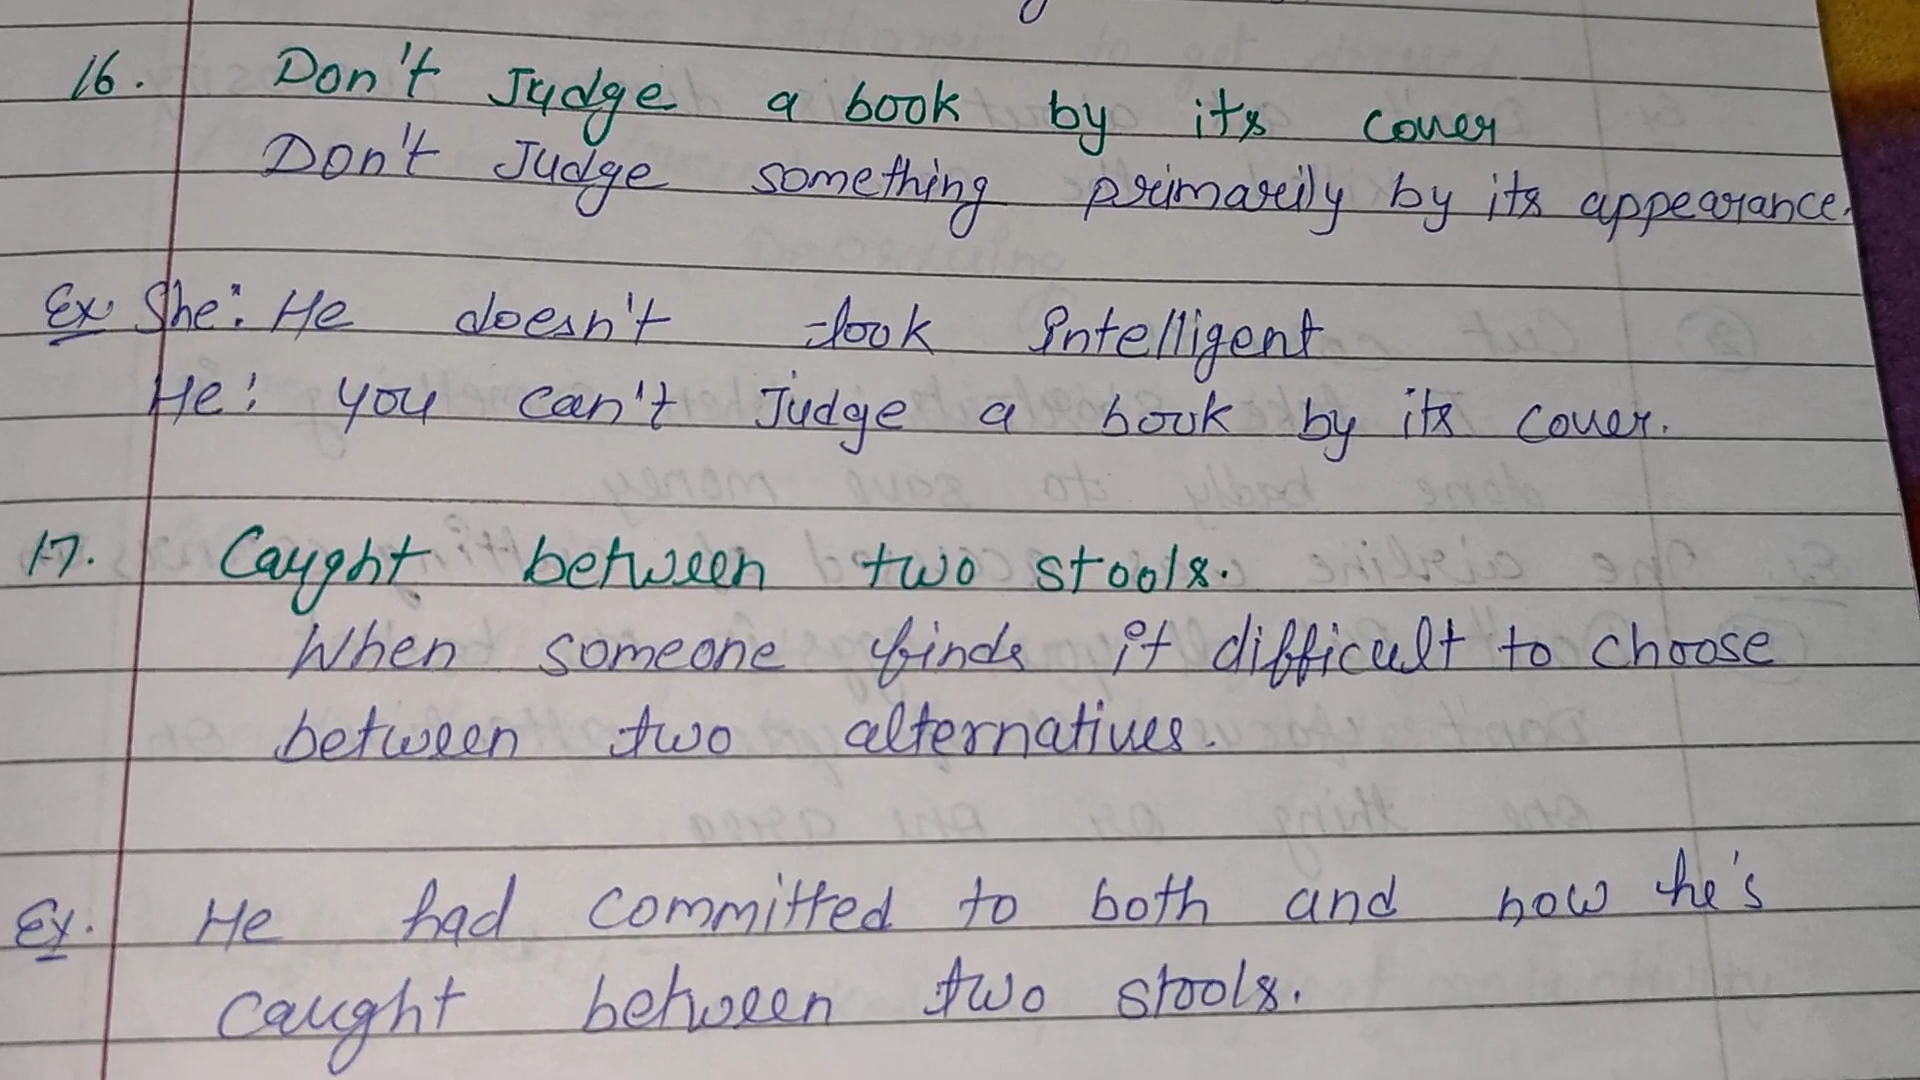 16. Don't Judge a book by its cover
Don't Judge something primarily by its appearance.
Ex She: He doesn't look Intelligent
He: you can't Judge a book by its cover.
17. Caught between two stools.
When someone finds it difficult to choose
between two alternatives.
Ex. He had committed to both and now he's
caught between two stools.